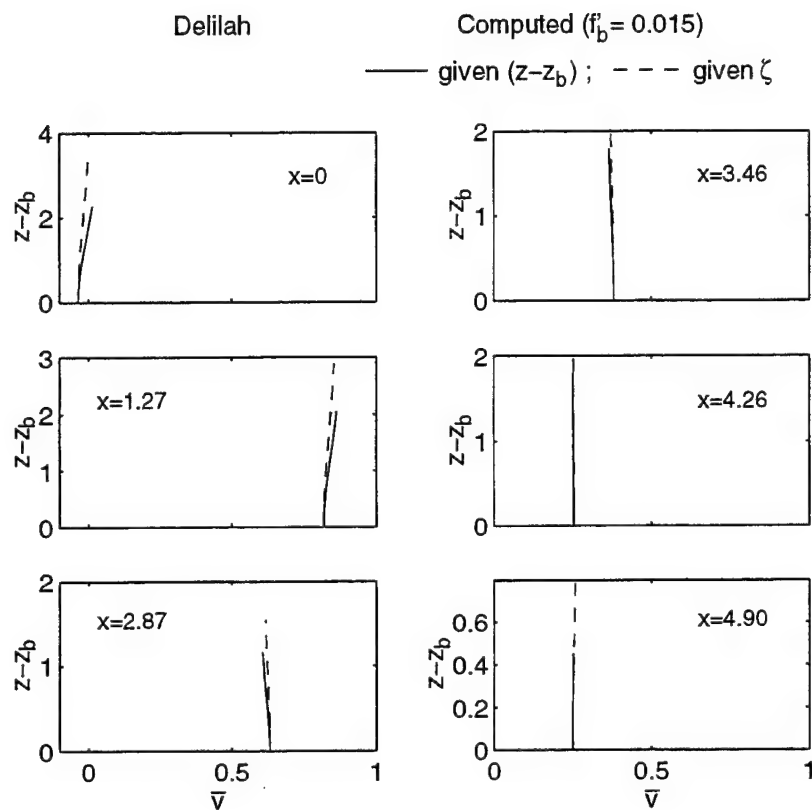 Delilah Computed (f'b = 0.015)
given (z−zb) ; given ζ
4
2
0
z−zb
x=0
2
1
0
z−zb
x=3.46
3
2
1
0
z−zb
x=1.27
2
1
0
z−zb
x=4.26
2
1
0
z−zb
x=2.87
0 0.5 1
v̅
0.6
0.4
0.2
0
z−zb
x=4.90
0 0.5 1
v̅